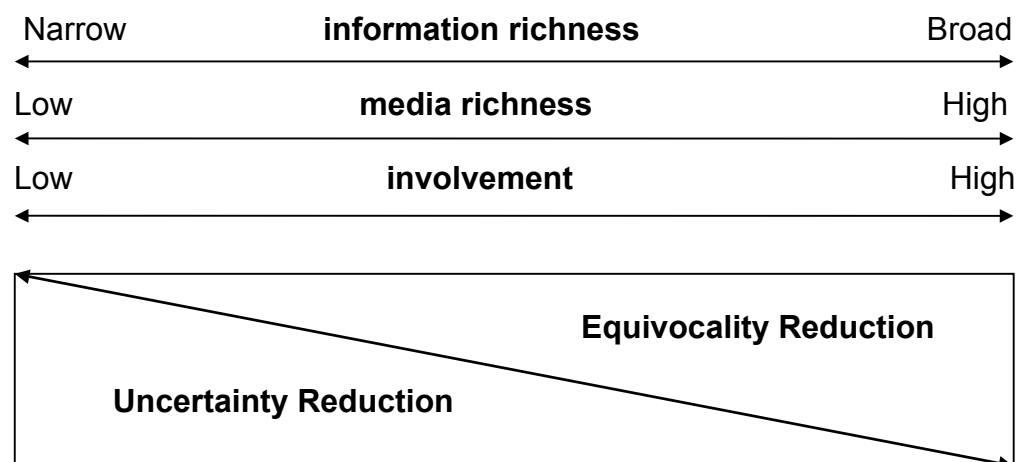 Narrow information richness Broad
Low media richness High
Low involvement High
Equivocality Reduction
Uncertainty Reduction